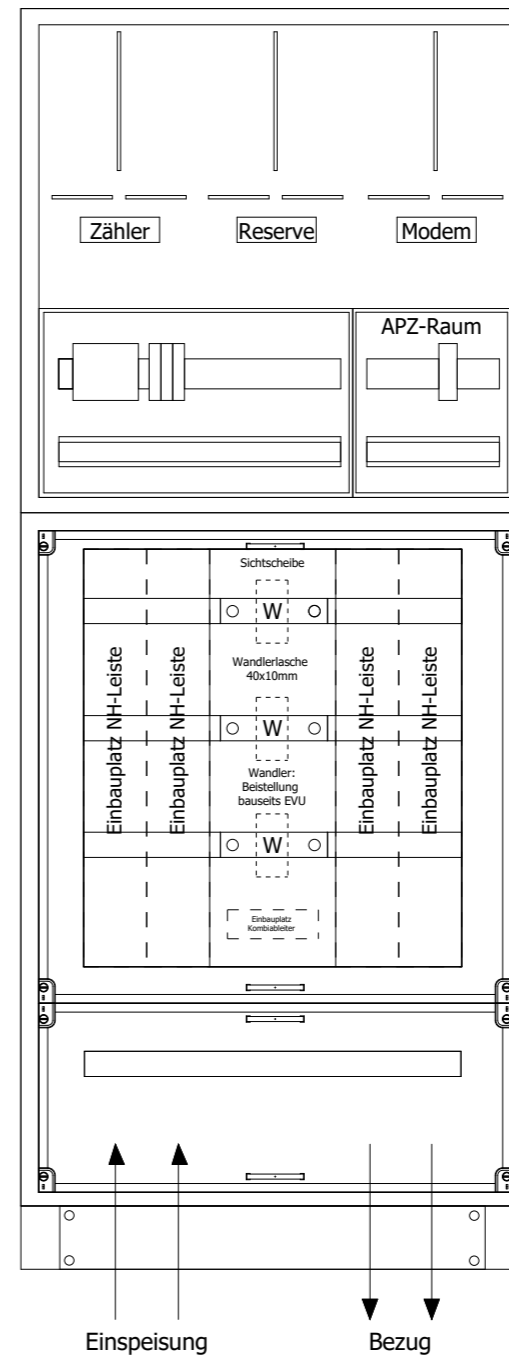 Zähler
Reserve
Modem
APZ-Raum
Sichtscheibe
W
Wandlerlasche
40x10mm
W
Wandler:
Beistellung
bauseits EVU
W
Einbauplatz
Kombiableiter
Einbauplatz NH-Leiste
Einbauplatz NH-Leiste
Einbauplatz NH-Leiste
Einbauplatz NH-Leiste
Einspeisung
Bezug